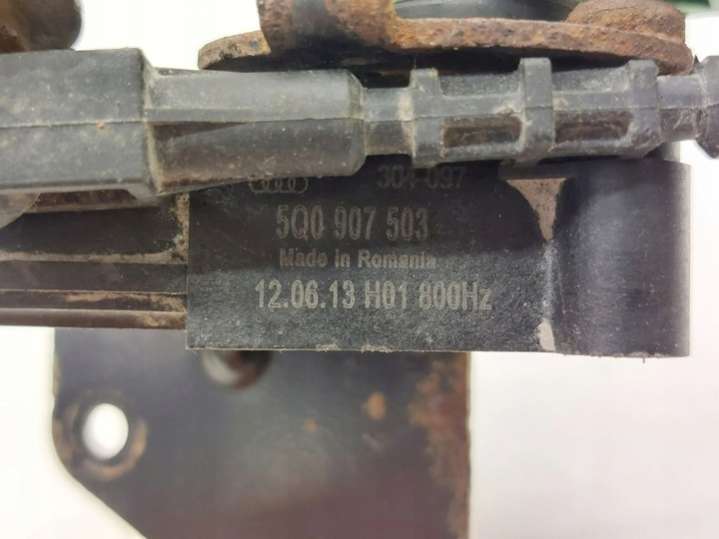 304-097
5Q0 907 503
Made in Romania
12.06.13 H01 800Hz